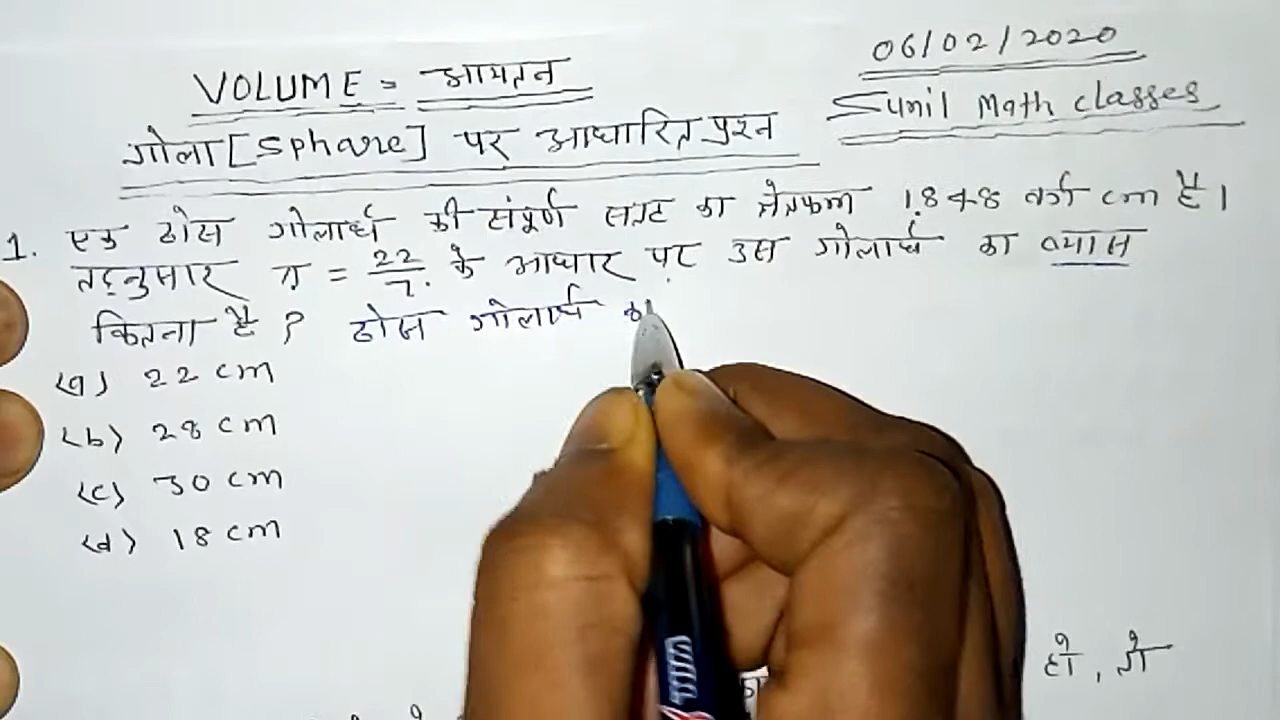 06/02/2020
VOLUME = आयतन
Sunil Math classes
गोला [Sphare] पर आधारित प्रश्न
1. एक ठोस गोलार्ध की संपूर्ण सतह का क्षेत्रफल 1848 वर्ग cm है।
तद्नुसार π = 22/7 के आधार पर उस गोलार्ध का व्यास
कितना है ? ठोस गोलार्ध क
(a) 22 cm
(b) 28 cm
(c) 30 cm
(d) 18 cm
हो, तो